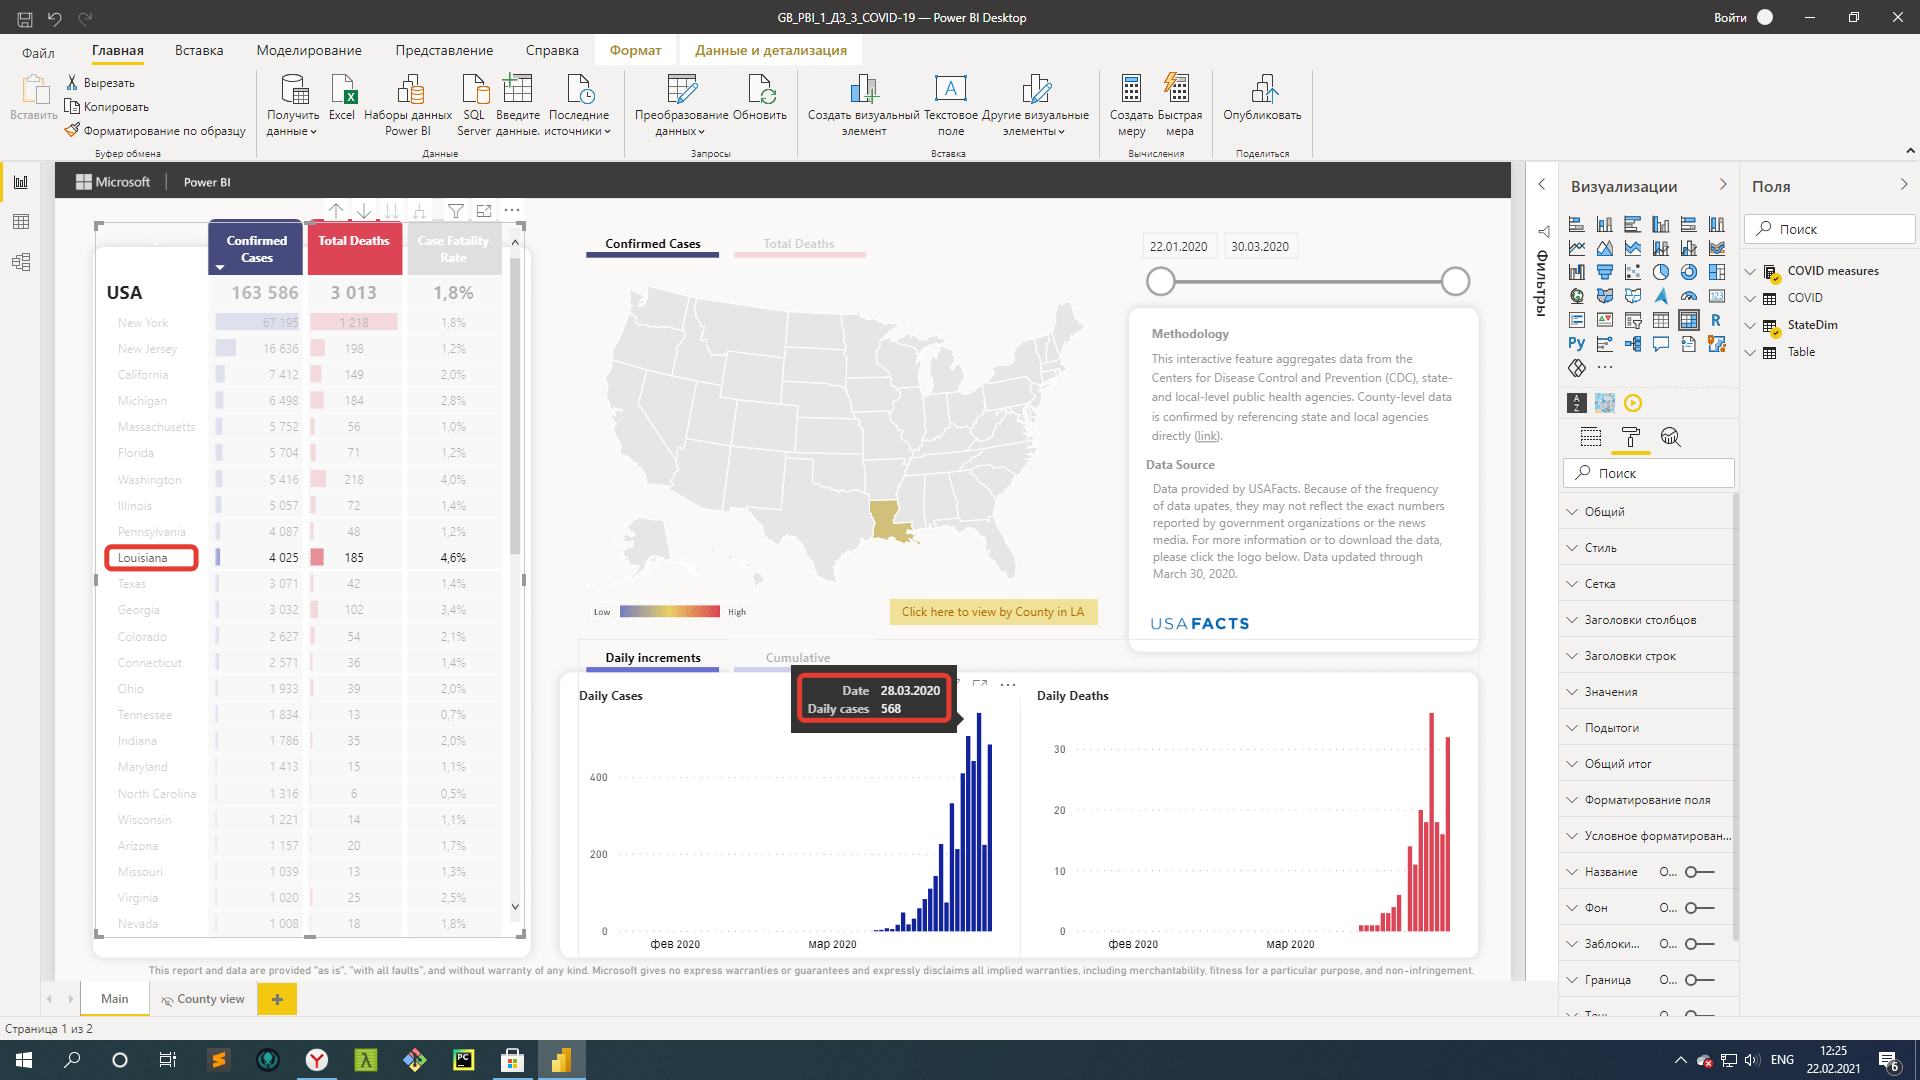 GB_PBI_1_ДЗ_3_COVID-19 — Power BI Desktop
Войти
Файл
Главная
Вставка
Моделирование
Представление
Справка
Формат
Данные и детализация
Вставить
Вырезать
Копировать
Форматирование по образцу
Буфер обмена
Получить
данные
Excel
Наборы данных
Power BI
SQL
Server
Введите
данные.
Последние
источники
Данные
Преобразование
данных
Обновить
Запросы
Создать визуальный
элемент
Текстовое
поле
Другие визуальные
элементы
Вставка
Создать
меру
Быстрая
мера
Вычисления
Опубликовать
Поделиться
Microsoft
Power BI
Confirmed
Cases
Total Deaths
Case Fatality
Rate
USA 163 586 3 013 1,8%
New York 67 195 1 218 1,8%
New Jersey 16 636 198 1,2%
California 7 412 149 2,0%
Michigan 6 498 184 2,8%
Massachusetts 5 752 56 1,0%
Florida 5 704 71 1,2%
Washington 5 416 218 4,0%
Illinois 5 057 72 1,4%
Pennsylvania 4 087 48 1,2%
Louisiana 4 025 185 4,6%
Texas 3 071 42 1,4%
Georgia 3 032 102 3,4%
Colorado 2 627 54 2,1%
Connecticut 2 571 36 1,4%
Ohio 1 933 39 2,0%
Tennessee 1 834 13 0,7%
Indiana 1 786 35 2,0%
Maryland 1 413 15 1,1%
North Carolina 1 316 6 0,5%
Wisconsin 1 221 14 1,1%
Arizona 1 157 20 1,7%
Missouri 1 039 13 1,3%
Virginia 1 020 25 2,5%
Nevada 1 008 18 1,8%
Confirmed Cases
Total Deaths
Low
High
Click here to view by County in LA
22.01.2020
30.03.2020
Methodology
This interactive feature aggregates data from the
Centers for Disease Control and Prevention (CDC), state-
and local-level public health agencies. County-level data
is confirmed by referencing state and local agencies
directly (link).
Data Source
Data provided by USAFacts. Because of the frequency
of data upates, they may not reflect the exact numbers
reported by government organizations or the news
media. For more information or to download the data,
please click the logo below. Data updated through
March 30, 2020.
USAFACTS
Daily increments
Cumulative
Daily Cases
Date 28.03.2020
Daily cases 568
400
200
0
фев 2020
мар 2020
Daily Deaths
30
20
10
0
фев 2020
мар 2020
This report and data are provided "as is", "with all faults", and without warranty of any kind. Microsoft gives no express warranties or guarantees and expressly disclaims all implied warranties, including merchantability, fitness for a particular purpose, and non-infringement.
Фильтры
Визуализации
R
Py
Поиск
Общий
Стиль
Сетка
Заголовки столбцов
Заголовки строк
Значения
Подытоги
Общий итог
Форматирование поля
Условное форматирован...
Название О...
Фон О...
Заблоки... О...
Граница О...
Поля
Поиск
COVID measures
COVID
StateDim
Table
Main
County view
Страница 1 из 2
ENG
12:25
22.02.2021
6